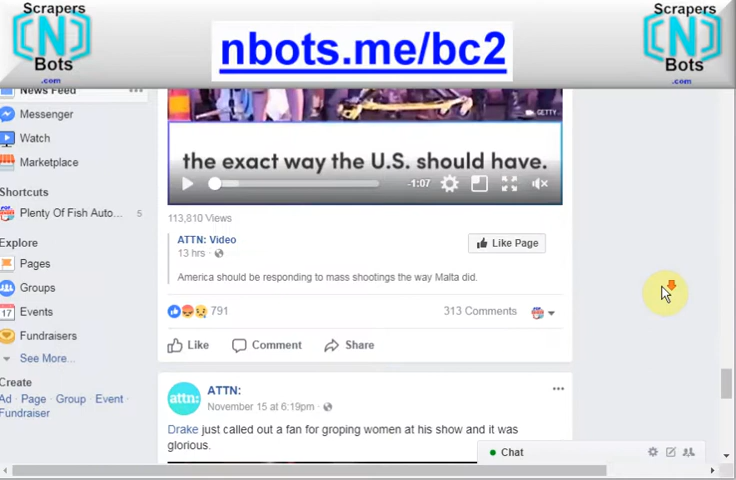 Scrapers
N
Bots
.com
nbots.me/bc2
Scrapers
N
Bots
.com
News Feed
Messenger
Watch
Marketplace
Shortcuts
Plenty Of Fish Auto... 5
Explore
Pages
Groups
17 Events
Fundraisers
See More...
Create
Ad · Page · Group · Event ·
Fundraiser
GETTY
the exact way the U.S. should have.
-1:07
113,810 Views
ATTN: Video
13 hrs ·
Like Page
America should be responding to mass shootings the way Malta did.
791
313 Comments
Like Comment Share
attn:
ATTN:
November 15 at 6:19pm ·
Drake just called out a fan for groping women at his show and it was
glorious.
Chat